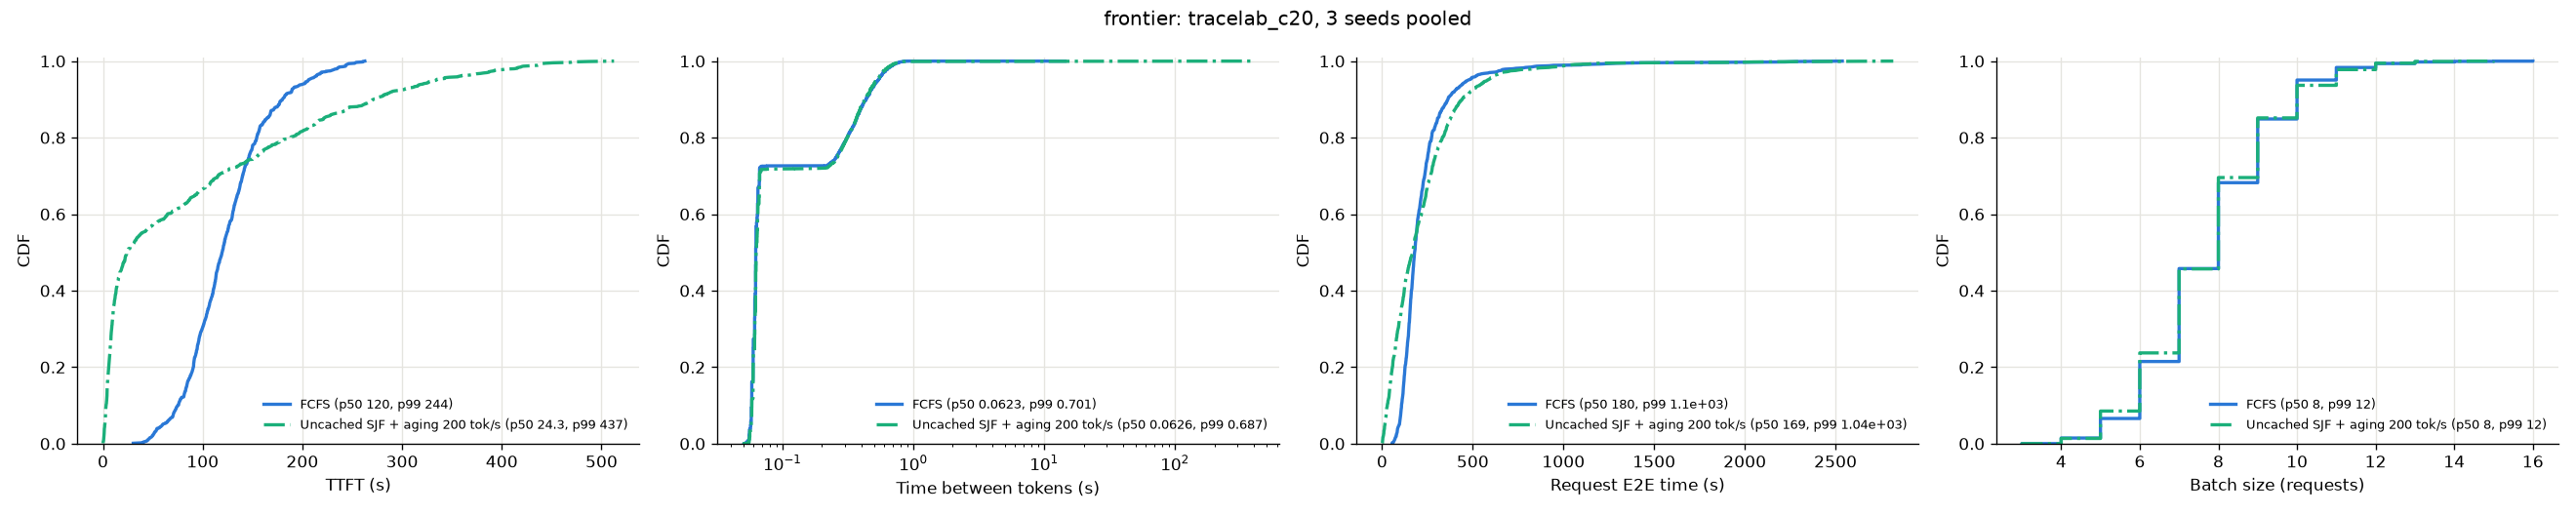 frontier: tracelab_c20, 3 seeds pooled
CDF
1.0
0.8
0.6
0.4
0.2
0.0
FCFS (p50 120, p99 244)
Uncached SJF + aging 200 tok/s (p50 24.3, p99 437)
0 100 200 300 400 500
TTFT (s)
CDF
1.0
0.8
0.6
0.4
0.2
0.0
FCFS (p50 0.0623, p99 0.701)
Uncached SJF + aging 200 tok/s (p50 0.0626, p99 0.687)
10⁻¹ 10⁰ 10¹ 10²
Time between tokens (s)
CDF
1.0
0.8
0.6
0.4
0.2
0.0
FCFS (p50 180, p99 1.1e+03)
Uncached SJF + aging 200 tok/s (p50 169, p99 1.04e+03)
0 500 1000 1500 2000 2500
Request E2E time (s)
CDF
1.0
0.8
0.6
0.4
0.2
0.0
FCFS (p50 8, p99 12)
Uncached SJF + aging 200 tok/s (p50 8, p99 12)
4 6 8 10 12 14 16
Batch size (requests)